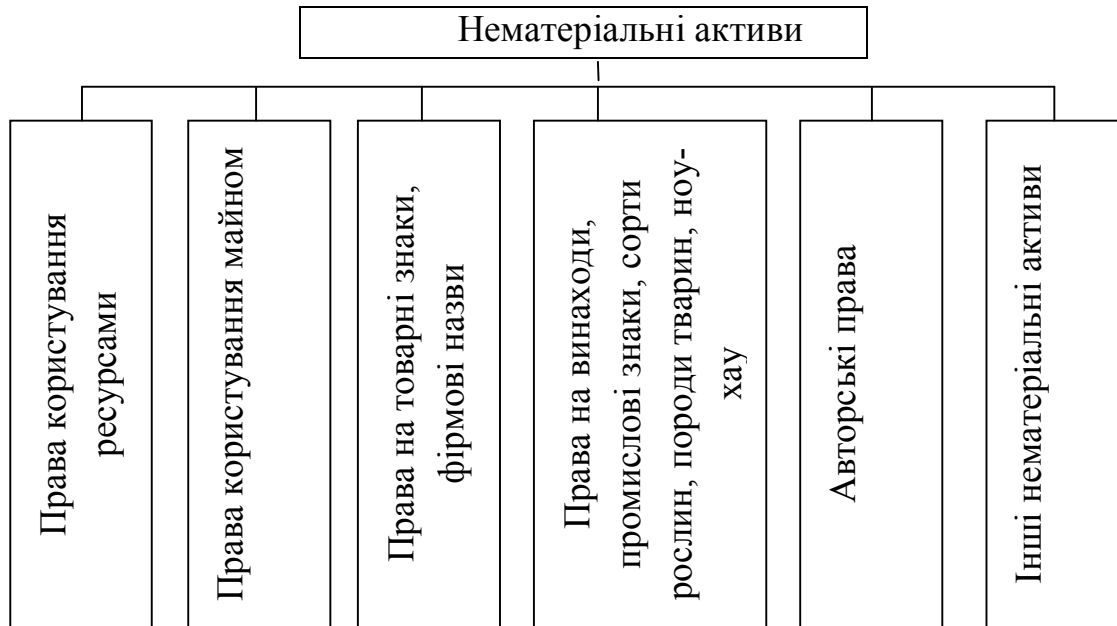 Нематеріальні активи
Права користування
ресурсами
Права користування майном
Права на товарні знаки,
фірмові назви
Права на винаходи,
промислові знаки, сорти
рослин, породи тварин, ноу-
хау
Авторські права
Інші нематеріальні активи